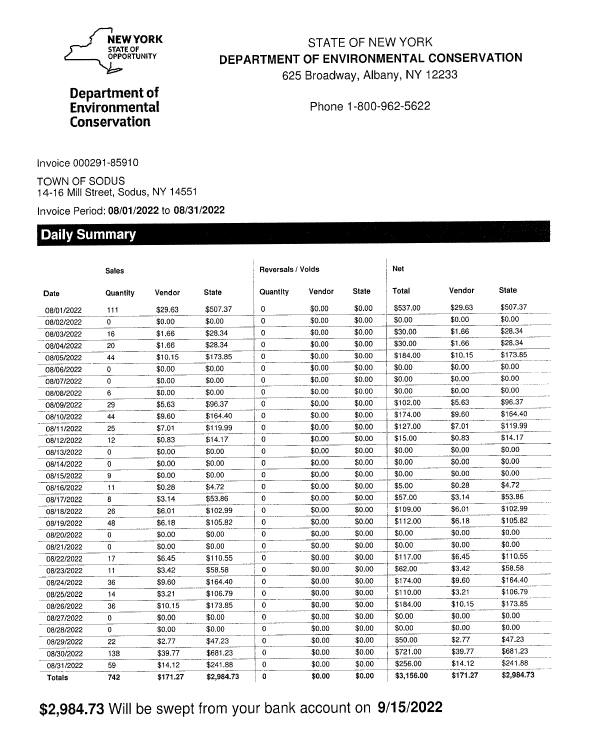 NEW YORK
STATE OF
OPPORTUNITY
Department of
Environmental
Conservation
STATE OF NEW YORK
DEPARTMENT OF ENVIRONMENTAL CONSERVATION
625 Broadway, Albany, NY 12233
Phone 1-800-962-5622
Invoice 000291-85910
TOWN OF SODUS
14-16 Mill Street, Sodus, NY 14551
Invoice Period: 08/01/2022 to 08/31/2022
Daily Summary
Sales Reversals / Voids Net
Date Quantity Vendor State Quantity Vendor State Total Vendor State
08/01/2022 111 $29.63 $507.37 0 $0.00 $0.00 $537.00 $29.63 $507.37
08/02/2022 0 $0.00 $0.00 0 $0.00 $0.00 $0.00 $0.00 $0.00
08/03/2022 16 $1.66 $28.34 0 $0.00 $0.00 $30.00 $1.66 $28.34
08/04/2022 20 $1.66 $28.34 0 $0.00 $0.00 $30.00 $1.66 $28.34
08/05/2022 44 $10.15 $173.85 0 $0.00 $0.00 $184.00 $10.15 $173.85
08/06/2022 0 $0.00 $0.00 0 $0.00 $0.00 $0.00 $0.00 $0.00
08/07/2022 0 $0.00 $0.00 0 $0.00 $0.00 $0.00 $0.00 $0.00
08/08/2022 6 $0.00 $0.00 0 $0.00 $0.00 $0.00 $0.00 $0.00
08/09/2022 29 $5.63 $96.37 0 $0.00 $0.00 $102.00 $5.63 $96.37
08/10/2022 44 $9.60 $164.40 0 $0.00 $0.00 $174.00 $9.60 $164.40
08/11/2022 25 $7.01 $119.99 0 $0.00 $0.00 $127.00 $7.01 $119.99
08/12/2022 12 $0.83 $14.17 0 $0.00 $0.00 $15.00 $0.83 $14.17
08/13/2022 0 $0.00 $0.00 0 $0.00 $0.00 $0.00 $0.00 $0.00
08/14/2022 0 $0.00 $0.00 0 $0.00 $0.00 $0.00 $0.00 $0.00
08/15/2022 9 $0.00 $0.00 0 $0.00 $0.00 $0.00 $0.00 $0.00
08/16/2022 11 $0.28 $4.72 0 $0.00 $0.00 $5.00 $0.28 $4.72
08/17/2022 8 $3.14 $53.86 0 $0.00 $0.00 $57.00 $3.14 $53.86
08/18/2022 26 $6.01 $102.99 0 $0.00 $0.00 $109.00 $6.01 $102.99
08/19/2022 48 $6.18 $105.82 0 $0.00 $0.00 $112.00 $6.18 $105.82
08/20/2022 0 $0.00 $0.00 0 $0.00 $0.00 $0.00 $0.00 $0.00
08/21/2022 0 $0.00 $0.00 0 $0.00 $0.00 $0.00 $0.00 $0.00
08/22/2022 17 $6.45 $110.55 0 $0.00 $0.00 $117.00 $6.45 $110.55
08/23/2022 11 $3.42 $58.58 0 $0.00 $0.00 $62.00 $3.42 $58.58
08/24/2022 36 $9.60 $164.40 0 $0.00 $0.00 $174.00 $9.60 $164.40
08/25/2022 14 $3.21 $106.79 0 $0.00 $0.00 $110.00 $3.21 $106.79
08/26/2022 36 $10.15 $173.85 0 $0.00 $0.00 $184.00 $10.15 $173.85
08/27/2022 0 $0.00 $0.00 0 $0.00 $0.00 $0.00 $0.00 $0.00
08/28/2022 0 $0.00 $0.00 0 $0.00 $0.00 $0.00 $0.00 $0.00
08/29/2022 22 $2.77 $47.23 0 $0.00 $0.00 $50.00 $2.77 $47.23
08/30/2022 138 $39.77 $681.23 0 $0.00 $0.00 $721.00 $39.77 $681.23
08/31/2022 59 $14.12 $241.88 0 $0.00 $0.00 $256.00 $14.12 $241.88
Totals 742 $171.27 $2,984.73 0 $0.00 $0.00 $3,156.00 $171.27 $2,984.73
$2,984.73 Will be swept from your bank account on 9/15/2022